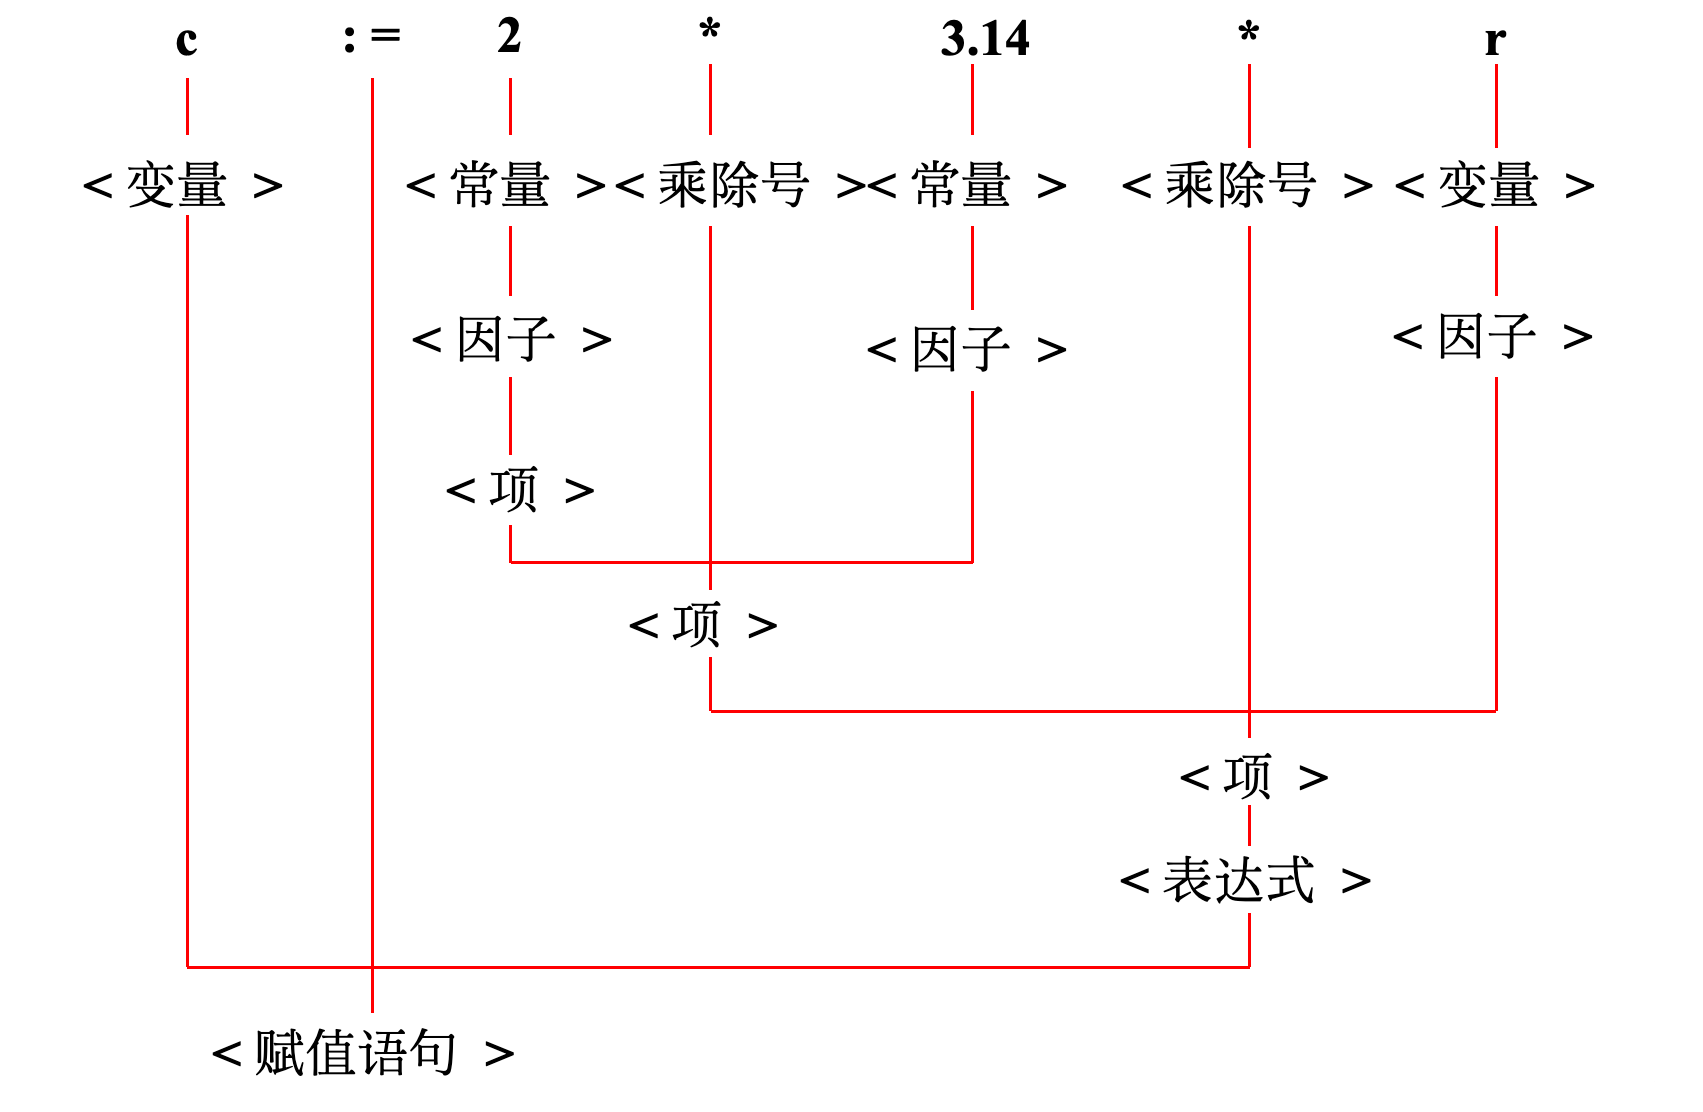 c := 2 * 3.14 * r
<变量> <常量> <乘除号> <常量> <乘除号> <变量>
<因子> <因子> <因子>
<项>
<项>
<项>
<表达式>
<赋值语句>